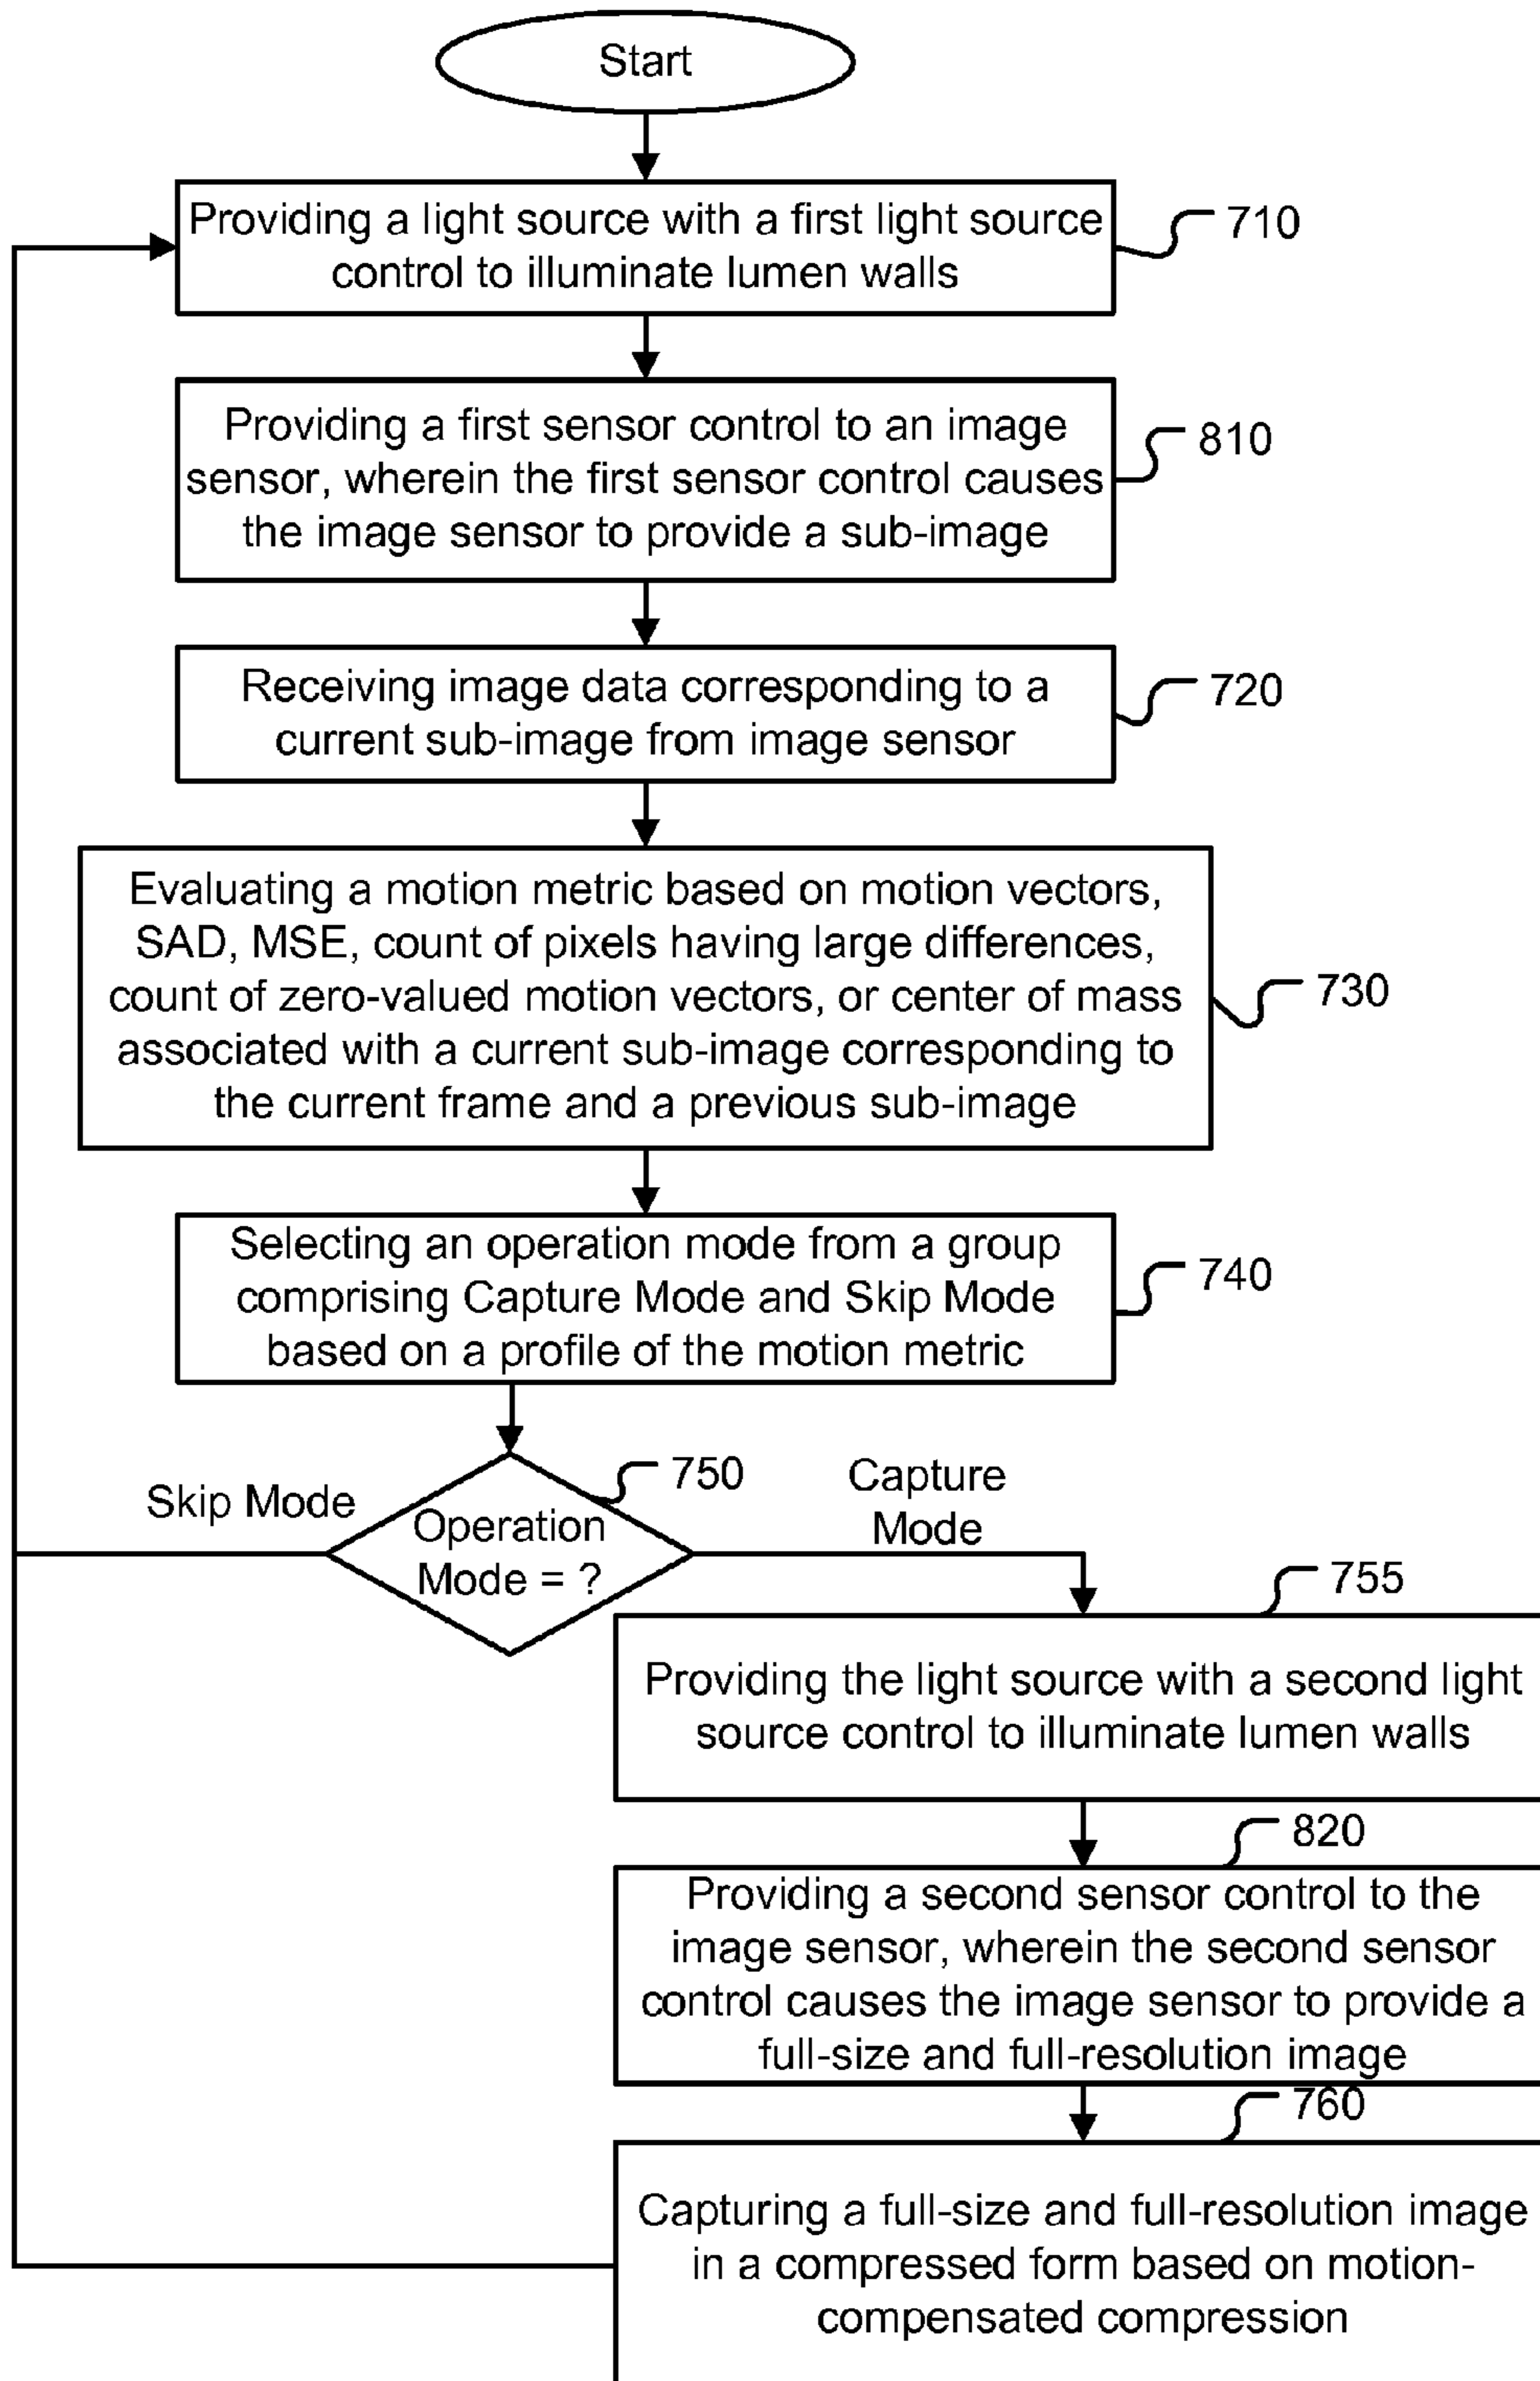 Start
Providing a light source with a first light source
control to illuminate lumen walls
710
Providing a first sensor control to an image
sensor, wherein the first sensor control causes
the image sensor to provide a sub-image
810
Receiving image data corresponding to a
current sub-image from image sensor
720
Evaluating a motion metric based on motion vectors,
SAD, MSE, count of pixels having large differences,
count of zero-valued motion vectors, or center of mass
associated with a current sub-image corresponding to
the current frame and a previous sub-image
730
Selecting an operation mode from a group
comprising Capture Mode and Skip Mode
based on a profile of the motion metric
740
Skip Mode
Operation
Mode = ?
750
Capture
Mode
755
Providing the light source with a second light
source control to illuminate lumen walls
820
Providing a second sensor control to the
image sensor, wherein the second sensor
control causes the image sensor to provide a
full-size and full-resolution image
760
Capturing a full-size and full-resolution image
in a compressed form based on motion-
compensated compression